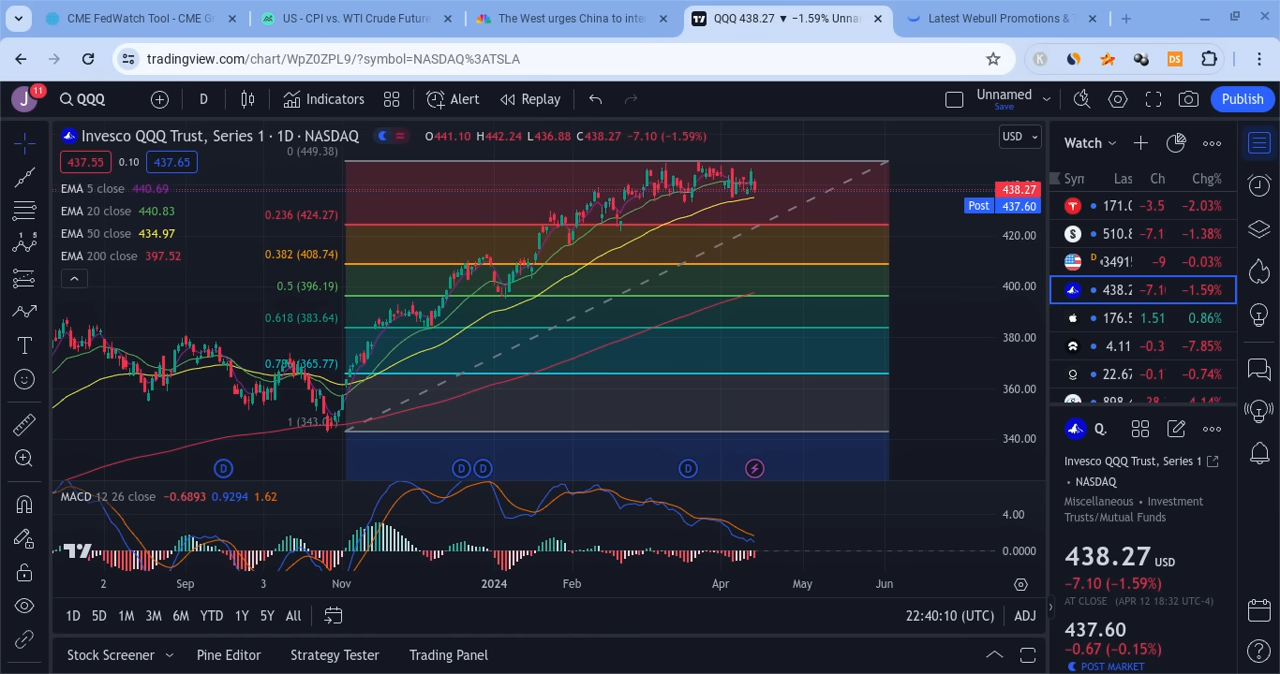 CME FedWatch Tool - CME G
US - CPI vs. WTI Crude Future
The West urges China to inte
QQQ 438.27 ▼ −1.59% Unna
Latest Webull Promotions &
tradingview.com/chart/WpZ0ZPL9/?symbol=NASDAQ%3ATSLA
K
DS
J
11
QQQ
D
Indicators
Alert
Replay
Unnamed
Save
Publish
Invesco QQQ Trust, Series 1 · 1D · NASDAQ
O441.10 H442.24 L436.88 C438.27 −7.10 (−1.59%)
USD
437.55
0.10
437.65
EMA 5 close 440.69
EMA 20 close 440.83
EMA 50 close 434.97
EMA 200 close 397.52
0 (449.38)
0.236 (424.27)
0.382 (408.74)
0.5 (396.19)
0.618 (383.64)
(365.77)
438.27
Post 437.60
420.00
400.00
380.00
360.00
340.00
D
D
D
D
MACD 12 26 close −0.6893 0.9294 1.62
4.00
0.0000
2
Sep
3
Nov
2024
Feb
Apr
May
Jun
1D
5D
1M
3M
6M
YTD
1Y
5Y
All
22:40:10 (UTC)
ADJ
Stock Screener
Pine Editor
Strategy Tester
Trading Panel
Watch
Syı Las Ch Chg%
171.0 −3.5 −2.03%
S 510.8 −7.1 −1.38%
D 3491 −9 −0.03%
438.2 −7.10 −1.59%
176.5 1.51 0.86%
4.11 −0.3 −7.85%
22.67 −0.1 −0.74%
Q.
Invesco QQQ Trust, Series 1
• NASDAQ
Miscellaneous • Investment
Trusts/Mutual Funds
438.27 USD
−7.10 (−1.59%)
AT CLOSE (APR 12 18:32 UTC-4)
437.60
−0.67 (−0.15%)
POST MARKET